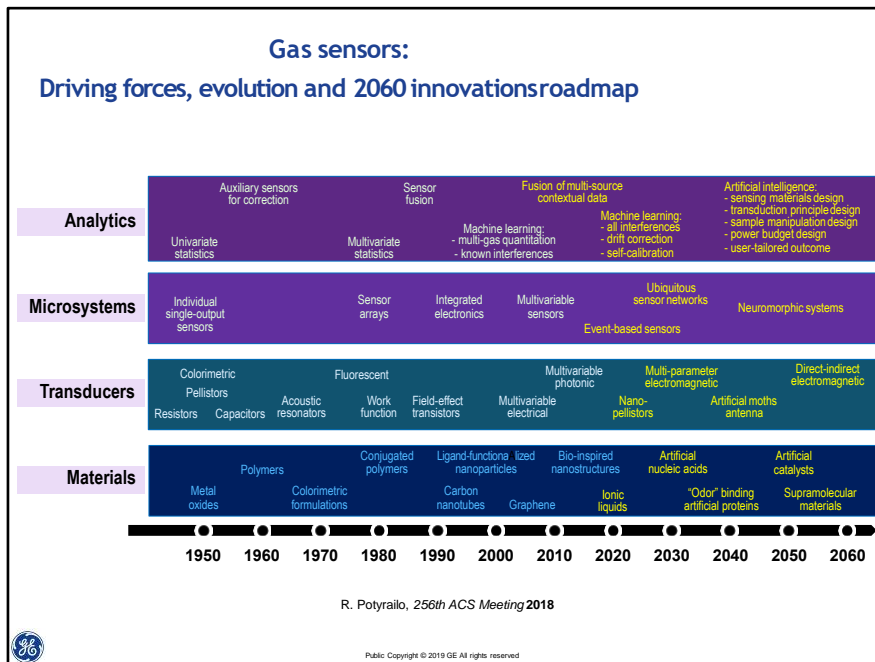 Gas sensors:
Driving forces, evolution and 2060 innovationsroadmap
Analytics
Auxiliary sensors
for correction
Univariate
statistics
Sensor
fusion
Multivariate
statistics
Machine learning:
- multi-gas quantitation
- known interferences
Fusion of multi-source
contextual data
Machine learning:
- all interferences
- drift correction
- self-calibration
Artificial intelligence:
- sensing materials design
- transduction principle design
- sample manipulation design
- power budget design
- user-tailored outcome
Microsystems
Individual
single-output
sensors
Sensor
arrays
Integrated
electronics
Multivariable
sensors
Event-based sensors
Ubiquitous
sensor networks
Neuromorphic systems
Transducers
Colorimetric
Pellistors
Resistors
Capacitors
Acoustic
resonators
Fluorescent
Work
function
Field-effect
transistors
Multivariable
electrical
Multivariable
photonic
Nano-
pellistors
Multi-parameter
electromagnetic
Artificial moths
antenna
Direct-indirect
electromagnetic
Materials
Metal
oxides
Polymers
Colorimetric
formulations
Conjugated
polymers
Carbon
nanotubes
Ligand-functionalized
nanoparticles
Graphene
Bio-inspired
nanostructures
Ionic
liquids
Artificial
nucleic acids
"Odor" binding
artificial proteins
Artificial
catalysts
Supramolecular
materials
1950 1960 1970 1980 1990 2000 2010 2020 2030 2040 2050 2060
R. Potyrailo, 256th ACS Meeting 2018
GE
Public Copyright © 2019 GE All rights reserved